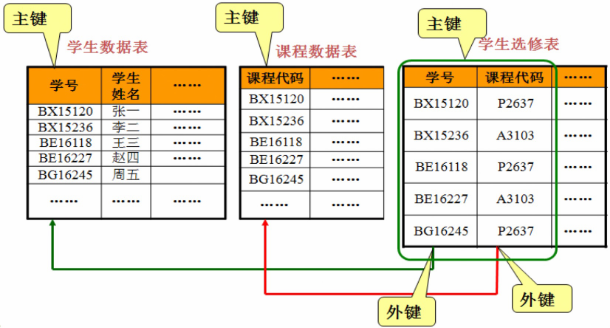 主键
主键
主键
学生数据表
课程数据表
学生选修表
学号 学生姓名 ……
BX15120 张一 ……
BX15236 李二 ……
BE16118 王三 ……
BE16227 赵四 ……
BG16245 周五
…… …… ……
课程代码 ……
BX15120 ……
BX15236 ……
BE16118 ……
BE16227 ……
BG16245 ……
…… ……
学号 课程代码 ……
BX15120 P2637 ……
BX15236 A3103 ……
BE16118 P2637 ……
BE16227 A3103 ……
BG16245 P2637 ……
外键
外键